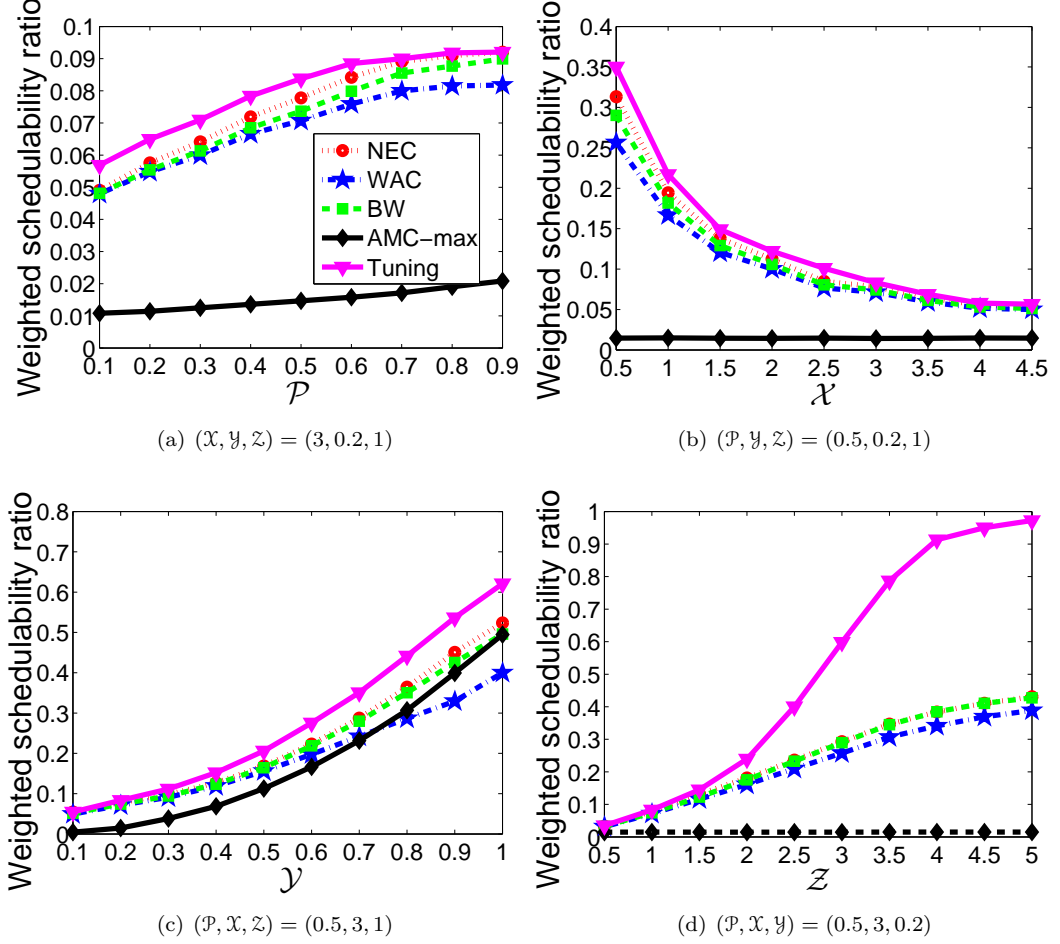 Weighted schedulability ratio
0.1
0.09
0.08
0.07
0.06
0.05
0.04
0.03
0.02
0.01
0
NEC
WAC
BW
AMC-max
Tuning
0.1 0.2 0.3 0.4 0.5 0.6 0.7 0.8 0.9
𝒫
(a) (𝒳, 𝒴, 𝒵) = (3, 0.2, 1)
Weighted schedulability ratio
0.4
0.35
0.3
0.25
0.2
0.15
0.1
0.05
0
0.5 1 1.5 2 2.5 3 3.5 4 4.5
𝒳
(b) (𝒫, 𝒴, 𝒵) = (0.5, 0.2, 1)
Weighted schedulability ratio
0.8
0.7
0.6
0.5
0.4
0.3
0.2
0.1
0
0.1 0.2 0.3 0.4 0.5 0.6 0.7 0.8 0.9 1
𝒴
(c) (𝒫, 𝒳, 𝒵) = (0.5, 3, 1)
Weighted schedulability ratio
1
0.9
0.8
0.7
0.6
0.5
0.4
0.3
0.2
0.1
0
0.5 1 1.5 2 2.5 3 3.5 4 4.5 5
𝒵
(d) (𝒫, 𝒳, 𝒴) = (0.5, 3, 0.2)